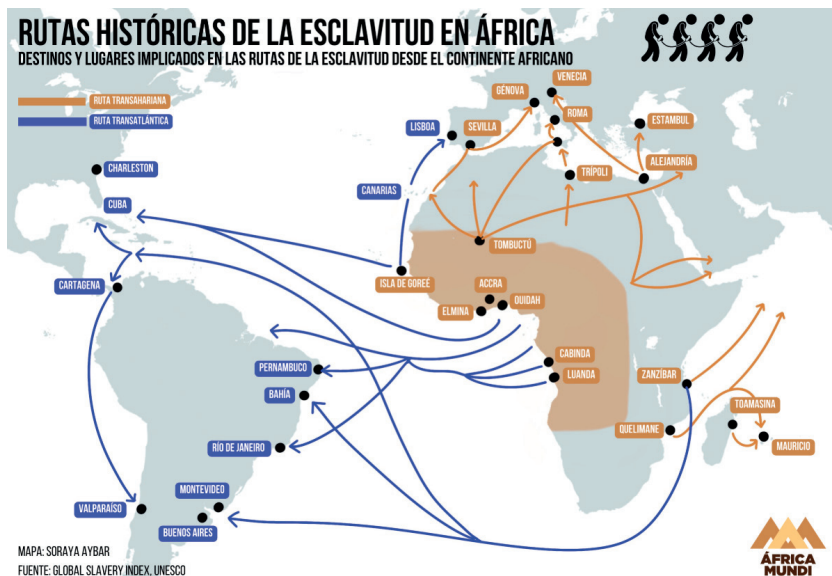 RUTAS HISTÓRICAS DE LA ESCLAVITUD EN ÁFRICA
DESTINOS Y LUGARES IMPLICADOS EN LAS RUTAS DE LA ESCLAVITUD DESDE EL CONTINENTE AFRICANO
RUTA TRANSAHARIANA
RUTA TRANSATLÁNTICA
VENECIA
GÉNOVA
ROMA
ESTAMBUL
LISBOA
SEVILLA
ALEJANDRÍA
TRÍPOLI
CHARLESTON
CANARIAS
CUBA
TOMBUCTÚ
ISLA DE GOREÉ
CARTAGENA
ACCRA
ELMINA
OUIDAH
CABINDA
PERNAMBUCO
LUANDA
ZANZÍBAR
BAHÍA
TOAMASINA
QUELIMANE
RÍO DE JANEIRO
MAURICIO
MONTEVIDEO
VALPARAÍSO
BUENOS AIRES
MAPA: SORAYA AYBAR
FUENTE: GLOBAL SLAVERY INDEX, UNESCO
ÁFRICA
MUNDI